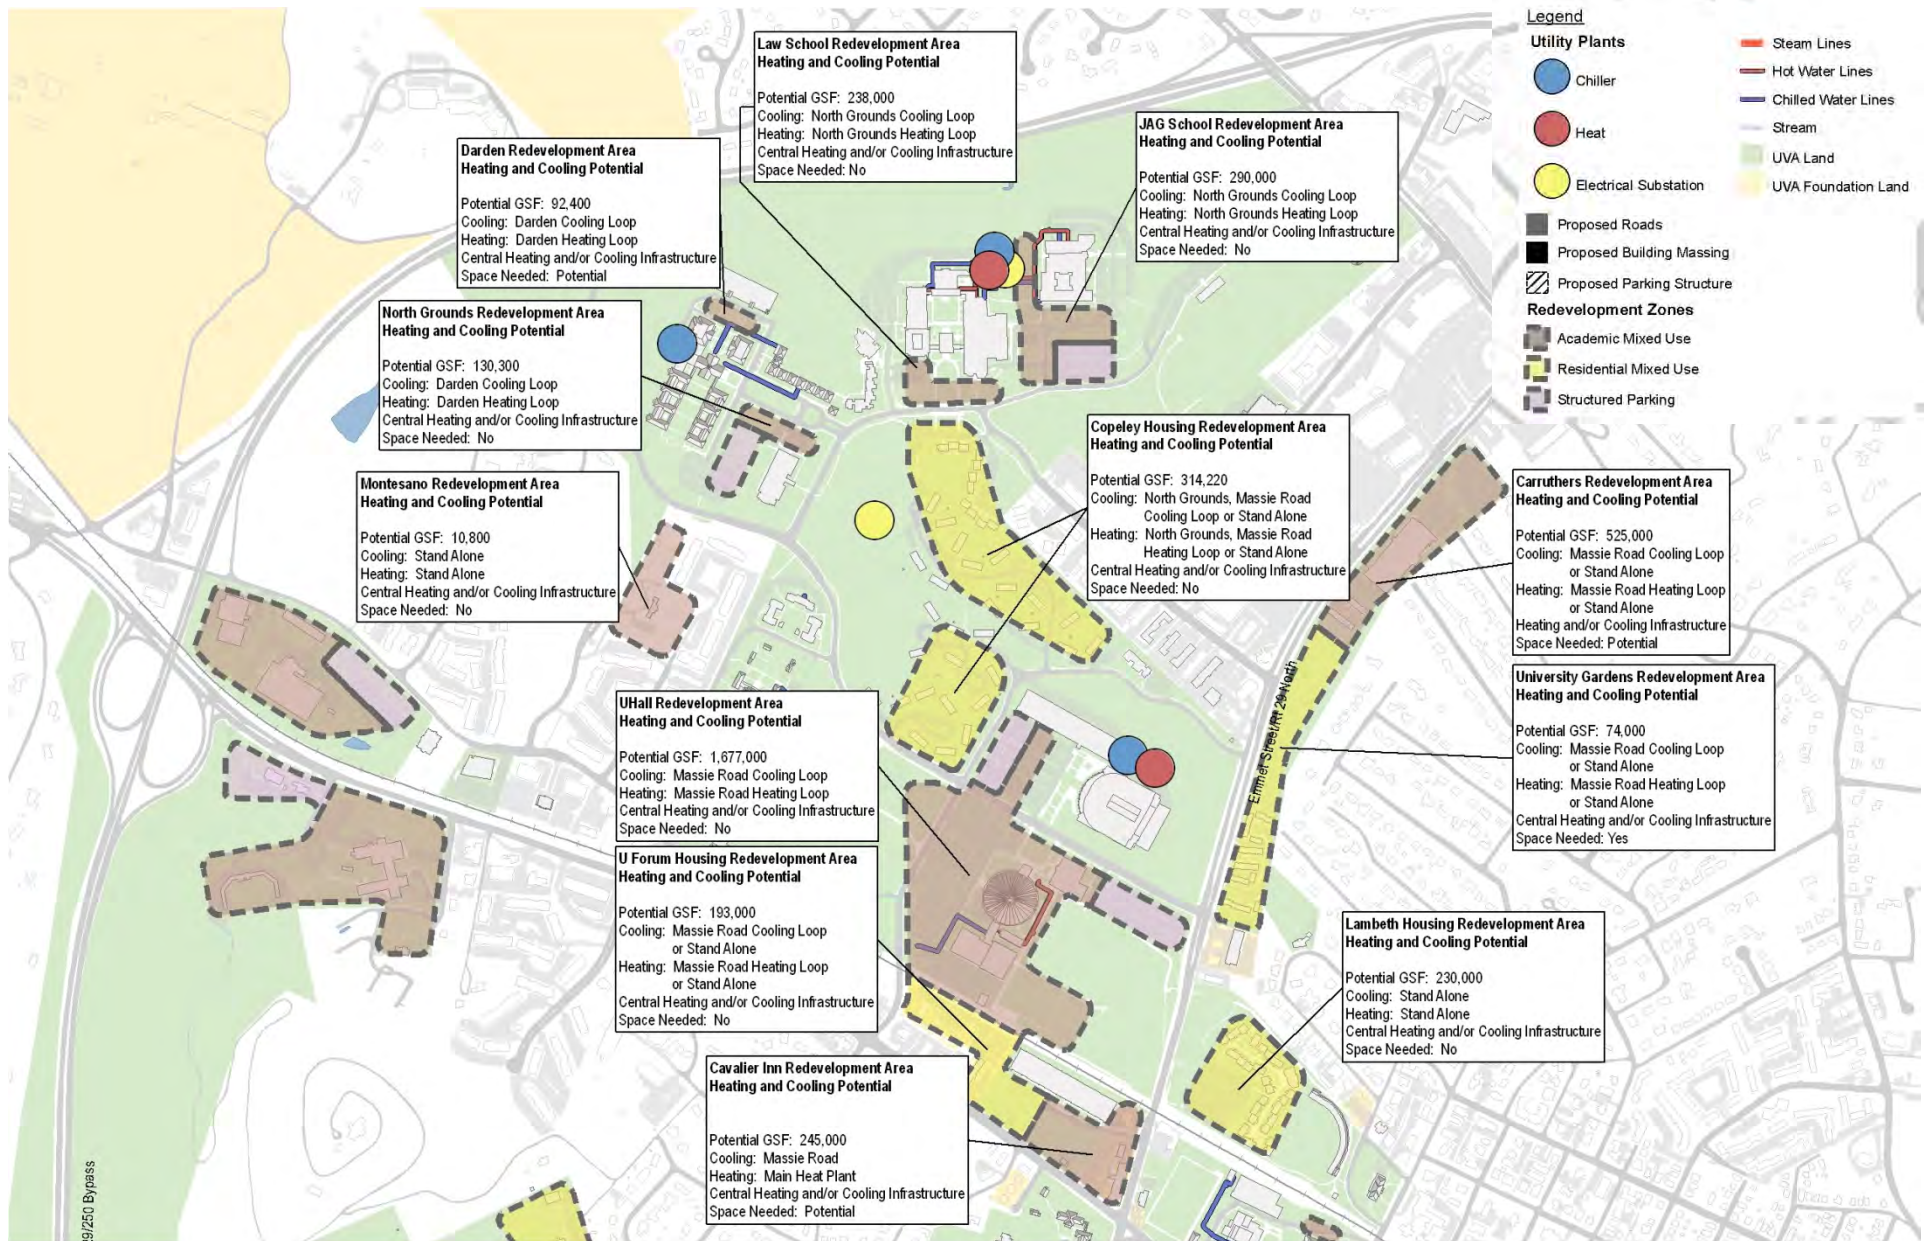 Law School Redevelopment Area
Heating and Cooling Potential
Potential GSF: 238,000
Cooling: North Grounds Cooling Loop
Heating: North Grounds Heating Loop
Central Heating and/or Cooling Infrastructure
Space Needed: No
JAG School Redevelopment Area
Heating and Cooling Potential
Potential GSF: 290,000
Cooling: North Grounds Cooling Loop
Heating: North Grounds Heating Loop
Central Heating and/or Cooling Infrastructure
Space Needed: No
Darden Redevelopment Area
Heating and Cooling Potential
Potential GSF: 92,400
Cooling: Darden Cooling Loop
Heating: Darden Heating Loop
Central Heating and/or Cooling Infrastructure
Space Needed: Potential
North Grounds Redevelopment Area
Heating and Cooling Potential
Potential GSF: 130,300
Cooling: Darden Cooling Loop
Heating: Darden Heating Loop
Central Heating and/or Cooling Infrastructure
Space Needed: No
Montesano Redevelopment Area
Heating and Cooling Potential
Potential GSF: 10,800
Cooling: Stand Alone
Heating: Stand Alone
Central Heating and/or Cooling Infrastructure
Space Needed: No
Copeley Housing Redevelopment Area
Heating and Cooling Potential
Potential GSF: 314,220
Cooling: North Grounds, Massie Road
Cooling Loop or Stand Alone
Heating: North Grounds, Massie Road
Heating Loop or Stand Alone
Central Heating and/or Cooling Infrastructure
Space Needed: No
Carruthers Redevelopment Area
Heating and Cooling Potential
Potential GSF: 525,000
Cooling: Massie Road Cooling Loop
or Stand Alone
Heating: Massie Road Heating Loop
or Stand Alone
Heating and/or Cooling Infrastructure
Space Needed: Potential
University Gardens Redevelopment Area
Heating and Cooling Potential
Potential GSF: 74,000
Cooling: Massie Road Cooling Loop
or Stand Alone
Heating: Massie Road Heating Loop
or Stand Alone
Central Heating and/or Cooling Infrastructure
Space Needed: Yes
UHall Redevelopment Area
Heating and Cooling Potential
Potential GSF: 1,677,000
Cooling: Massie Road Cooling Loop
Heating: Massie Road Heating Loop
Central Heating and/or Cooling Infrastructure
Space Needed: No
U Forum Housing Redevelopment Area
Heating and Cooling Potential
Potential GSF: 193,000
Cooling: Massie Road Cooling Loop
or Stand Alone
Heating: Massie Road Heating Loop
or Stand Alone
Central Heating and/or Cooling Infrastructure
Space Needed: No
Lambeth Housing Redevelopment Area
Heating and Cooling Potential
Potential GSF: 230,000
Cooling: Stand Alone
Heating: Stand Alone
Central Heating and/or Cooling Infrastructure
Space Needed: No
Cavalier Inn Redevelopment Area
Heating and Cooling Potential
Potential GSF: 245,000
Cooling: Massie Road
Heating: Main Heat Plant
Central Heating and/or Cooling Infrastructure
Space Needed: Potential
Emmet Street/Rt 29 North
29/250 Bypass
Legend
Utility Plants
Chiller
Heat
Electrical Substation
Proposed Roads
Proposed Building Massing
Proposed Parking Structure
Redevelopment Zones
Academic Mixed Use
Residential Mixed Use
Structured Parking
Steam Lines
Hot Water Lines
Chilled Water Lines
Stream
UVA Land
UVA Foundation Land